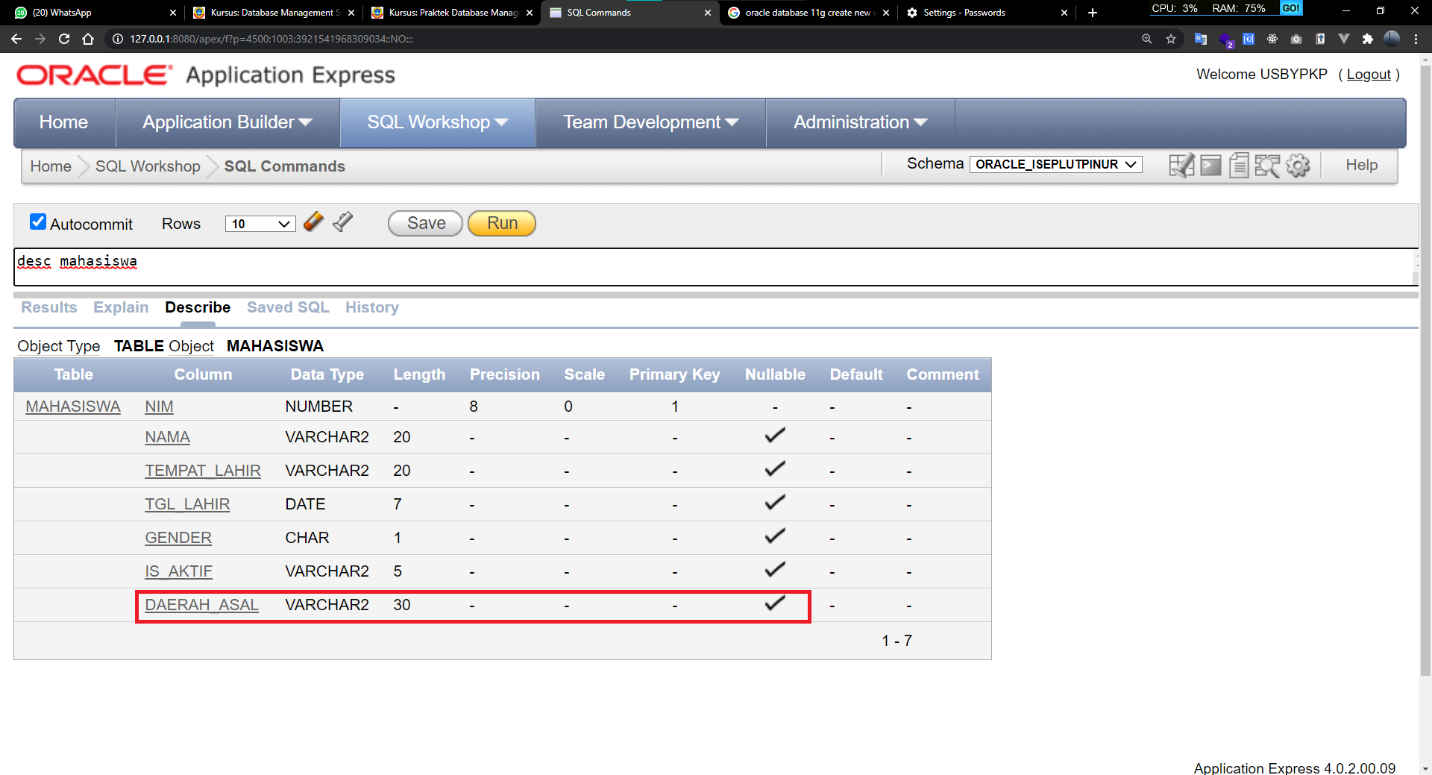 (20) WhatsApp
Kursus: Database Management S
Kursus: Praktek Database Manag
SQL Commands
oracle database 11g create new
Settings - Passwords
CPU: 3% RAM: 75% GO!
127.0.0.1:8080/apex/f?p=4500:1003:3921541968309034::NO:::
2
ORACLE Application Express
Welcome USBYPKP ( Logout )
Home Application Builder SQL Workshop Team Development Administration
Home SQL Workshop SQL Commands Schema ORACLE_ISEPLUTPINUR Help
Autocommit Rows 10 Save Run
desc mahasiswa
Results Explain Describe Saved SQL History
Object Type TABLE Object MAHASISWA
Table Column Data Type Length Precision Scale Primary Key Nullable Default Comment
MAHASISWA NIM NUMBER - 8 0 1 - - -
NAMA VARCHAR2 20 - - - - -
TEMPAT_LAHIR VARCHAR2 20 - - - - -
TGL_LAHIR DATE 7 - - - - -
GENDER CHAR 1 - - - - -
IS_AKTIF VARCHAR2 5 - - - - -
DAERAH_ASAL VARCHAR2 30 - - - - -
1 - 7
Application Express 4.0.2.00.09